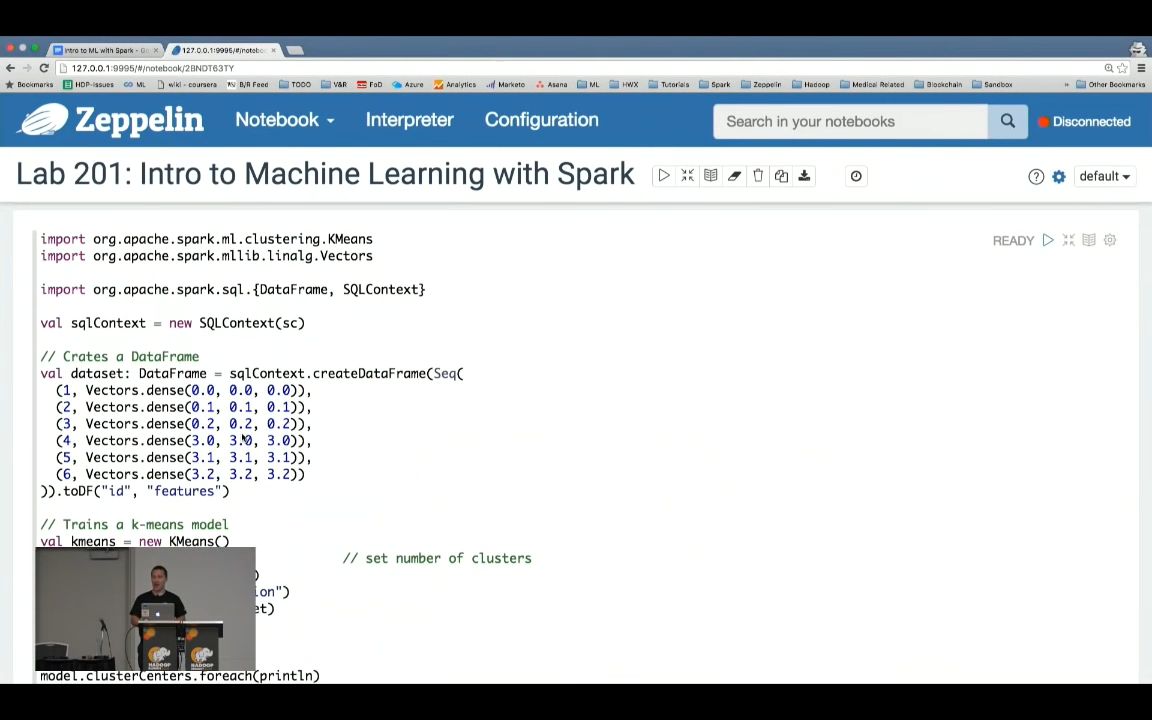 Intro to ML with Spark - G
127.0.0.1:9995/#/notebo
127.0.0.1:9995/#/notebook/2BNDT63TY
Bookmarks HDP-Issues ML wiki - coursera B/R Feed TODO V&R FoD Azure Analytics Marketo Asana ML HWX Tutorials Spark Zeppelin Hadoop Medical Related Blockchain Sandbox » Other Bookmarks
Zeppelin Notebook Interpreter Configuration Search in your notebooks Disconnected
Lab 201: Intro to Machine Learning with Spark default
READY
import org.apache.spark.ml.clustering.KMeans
import org.apache.spark.mllib.linalg.Vectors
import org.apache.spark.sql.{DataFrame, SQLContext}
val sqlContext = new SQLContext(sc)
// Crates a DataFrame
val dataset: DataFrame = sqlContext.createDataFrame(Seq(
(1, Vectors.dense(0.0, 0.0, 0.0)),
(2, Vectors.dense(0.1, 0.1, 0.1)),
(3, Vectors.dense(0.2, 0.2, 0.2)),
(4, Vectors.dense(3.0, 3.0, 3.0)),
(5, Vectors.dense(3.1, 3.1, 3.1)),
(6, Vectors.dense(3.2, 3.2, 3.2))
)).toDF("id", "features")
// Trains a k-means model
val kmeans = new KMeans()
// set number of clusters
)
ion")
et)
model.clusterCenters.foreach(println)
HADOOP
HADOOP